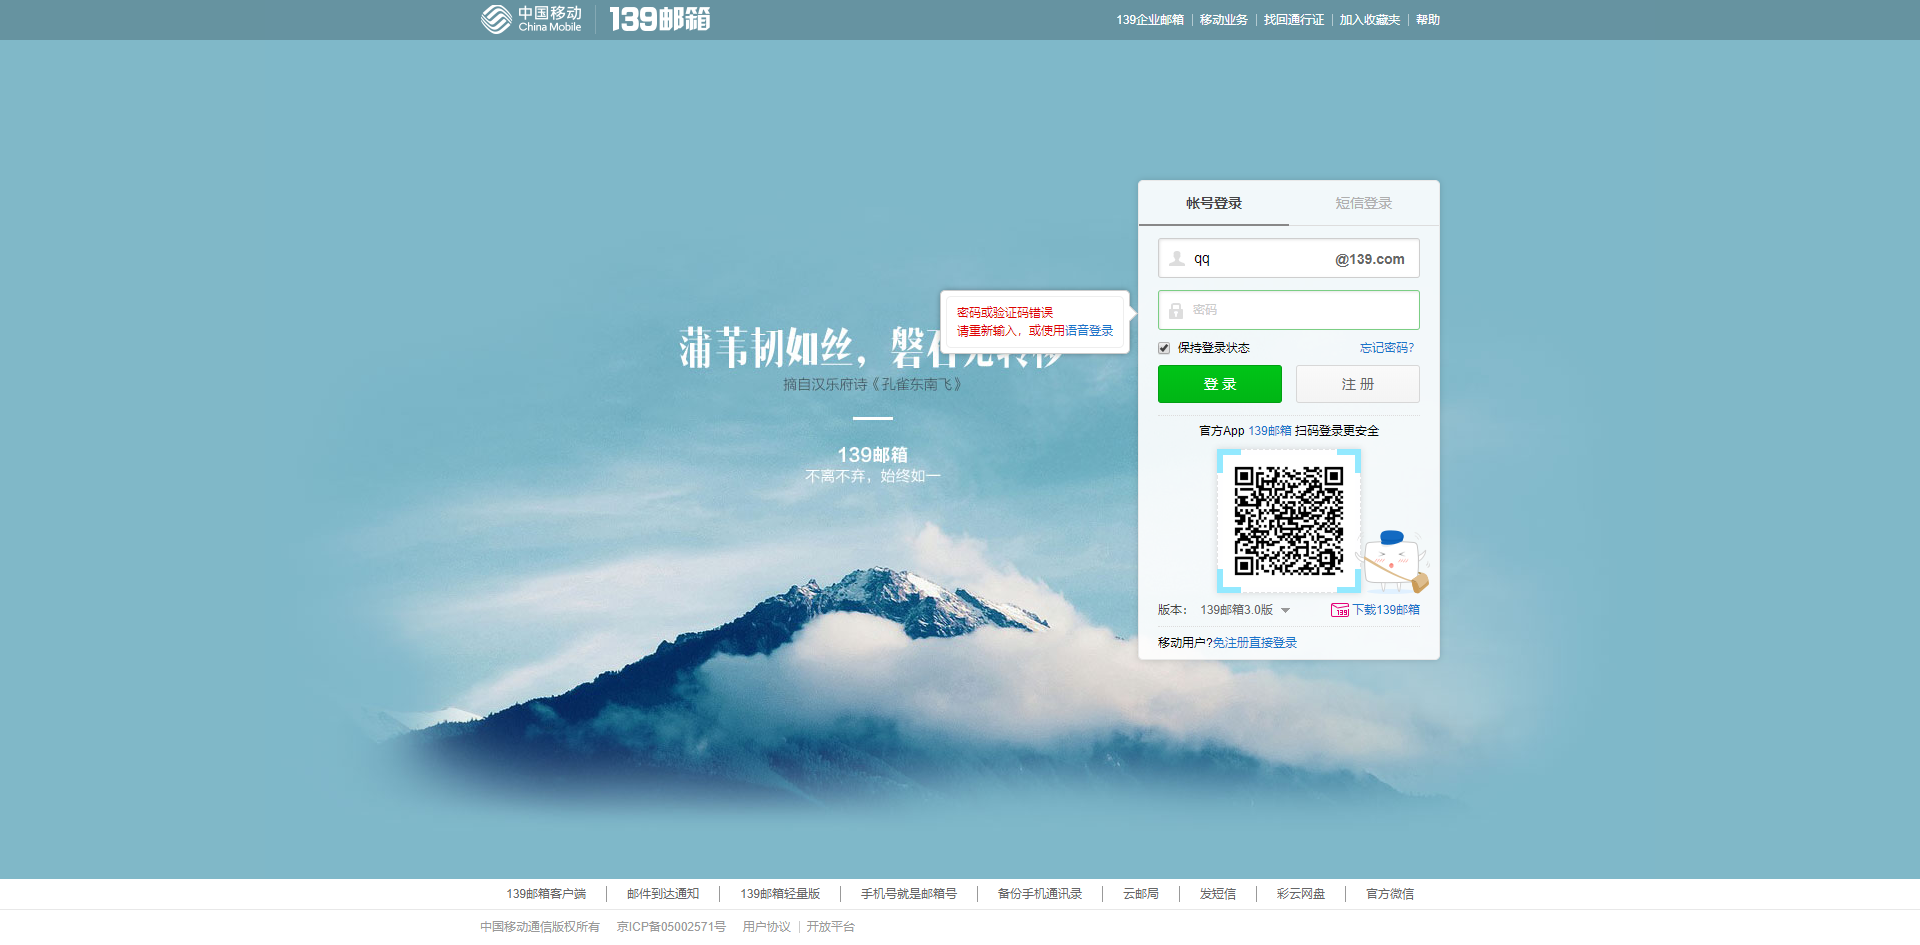 中国移动
China Mobile
139邮箱
139企业邮箱 移动业务 找回通行证 加入收藏夹 帮助
帐号登录 短信登录
qq @139.com
密码
密码或验证码错误
请重新输入，或使用语音登录
保持登录状态 忘记密码?
登 录 注 册
官方App 139邮箱 扫码登录更安全
版本： 139邮箱3.0版 下载139邮箱
移动用户?免注册直接登录
蒲苇韧如丝，磐石无转移
摘自汉乐府诗《孔雀东南飞》
139邮箱
不离不弃，始终如一
139邮箱客户端 邮件到达通知 139邮箱轻量版 手机号就是邮箱号 备份手机通讯录 云邮局 发短信 彩云网盘 官方微信
中国移动通信版权所有 京ICP备05002571号 用户协议 开放平台